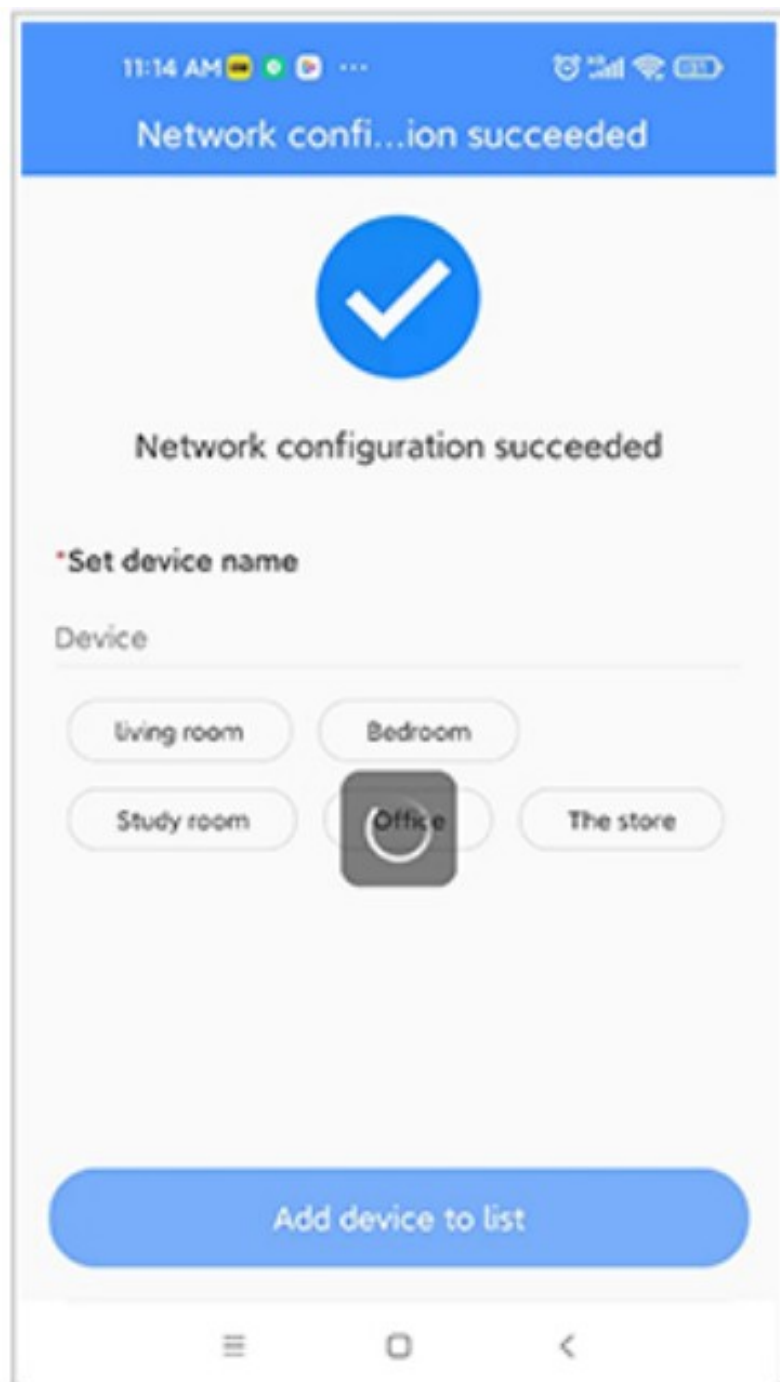 11:14 AM
Network confi...ion succeeded
Network configuration succeeded
*Set device name
Device
living room Bedroom
Study room Office The store
Add device to list